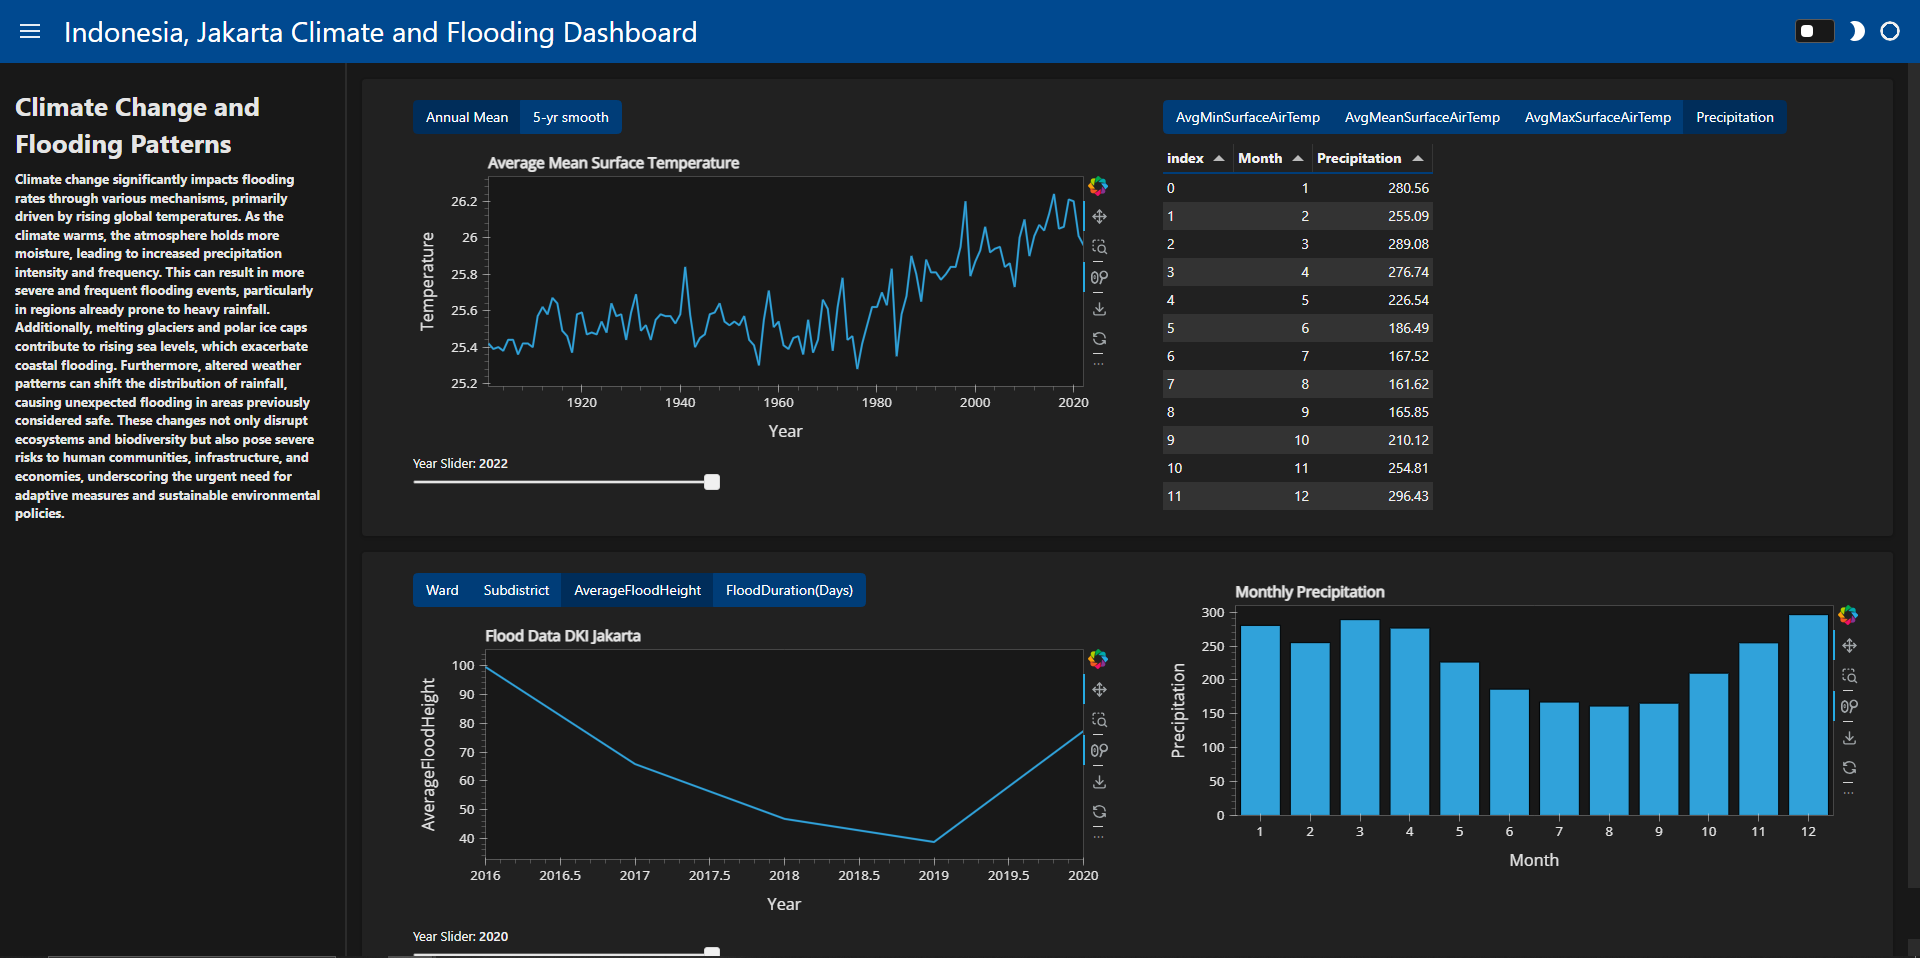 Indonesia, Jakarta Climate and Flooding Dashboard
Climate Change and
Flooding Patterns
Climate change significantly impacts flooding
rates through various mechanisms, primarily
driven by rising global temperatures. As the
climate warms, the atmosphere holds more
moisture, leading to increased precipitation
intensity and frequency. This can result in more
severe and frequent flooding events, particularly
in regions already prone to heavy rainfall.
Additionally, melting glaciers and polar ice caps
contribute to rising sea levels, which exacerbate
coastal flooding. Furthermore, altered weather
patterns can shift the distribution of rainfall,
causing unexpected flooding in areas previously
considered safe. These changes not only disrupt
ecosystems and biodiversity but also pose severe
risks to human communities, infrastructure, and
economies, underscoring the urgent need for
adaptive measures and sustainable environmental
policies.
Annual Mean 5-yr smooth
Average Mean Surface Temperature
Temperature
26.2
26
25.8
25.6
25.4
25.2
1920 1940 1960 1980 2000 2020
Year
Year Slider: 2022
AvgMinSurfaceAirTemp AvgMeanSurfaceAirTemp AvgMaxSurfaceAirTemp Precipitation
index Month Precipitation
0 1 280.56
1 2 255.09
2 3 289.08
3 4 276.74
4 5 226.54
5 6 186.49
6 7 167.52
7 8 161.62
8 9 165.85
9 10 210.12
10 11 254.81
11 12 296.43
Ward Subdistrict AverageFloodHeight FloodDuration(Days)
Flood Data DKI Jakarta
AverageFloodHeight
100
90
80
70
60
50
40
2016 2016.5 2017 2017.5 2018 2018.5 2019 2019.5 2020
Year
Year Slider: 2020
Monthly Precipitation
Precipitation
300
250
200
150
100
50
0
1 2 3 4 5 6 7 8 9 10 11 12
Month